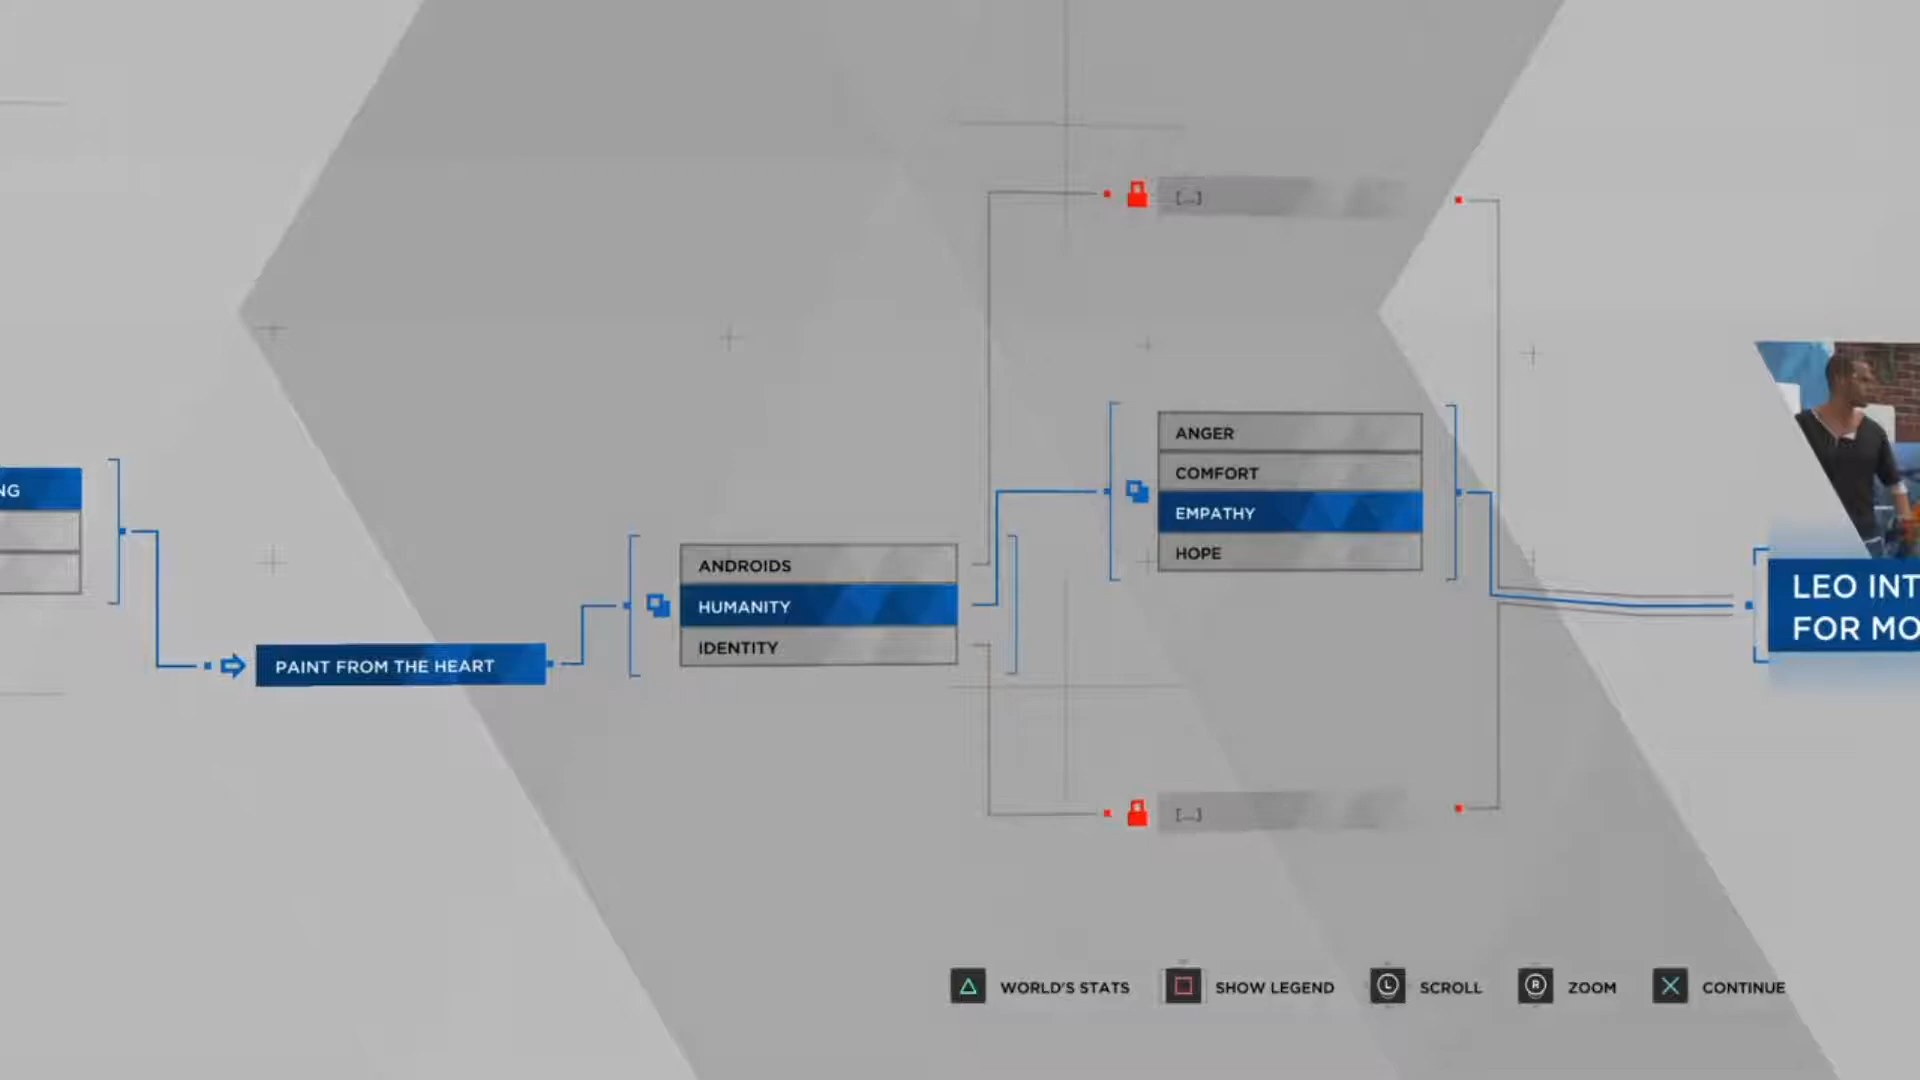 [...]
ANGER
COMFORT
NG
EMPATHY
HOPE
ANDROIDS
LEO INT
HUMANITY
FOR MO
IDENTITY
PAINT FROM THE HEART
[...]
WORLD'S STATS
SHOW LEGEND
L
SCROLL
R
ZOOM
CONTINUE